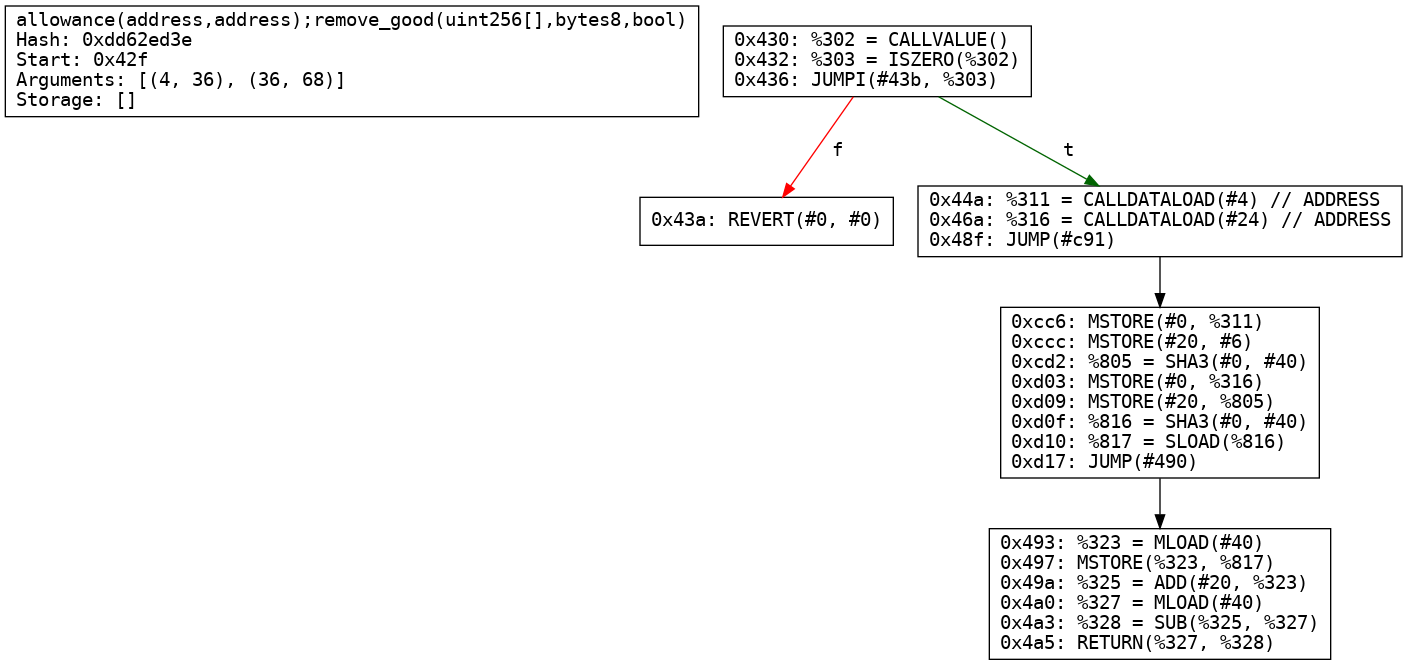 allowance(address,address);remove_good(uint256[],bytes8,bool)
Hash: 0xdd62ed3e
Start: 0x42f
Arguments: [(4, 36), (36, 68)]
Storage: []
0x430: %302 = CALLVALUE()
0x432: %303 = ISZERO(%302)
0x436: JUMPI(#43b, %303)
f
t
0x43a: REVERT(#0, #0)
0x44a: %311 = CALLDATALOAD(#4) // ADDRESS
0x46a: %316 = CALLDATALOAD(#24) // ADDRESS
0x48f: JUMP(#c91)
0xcc6: MSTORE(#0, %311)
0xccc: MSTORE(#20, #6)
0xcd2: %805 = SHA3(#0, #40)
0xd03: MSTORE(#0, %316)
0xd09: MSTORE(#20, %805)
0xd0f: %816 = SHA3(#0, #40)
0xd10: %817 = SLOAD(%816)
0xd17: JUMP(#490)
0x493: %323 = MLOAD(#40)
0x497: MSTORE(%323, %817)
0x49a: %325 = ADD(#20, %323)
0x4a0: %327 = MLOAD(#40)
0x4a3: %328 = SUB(%325, %327)
0x4a5: RETURN(%327, %328)